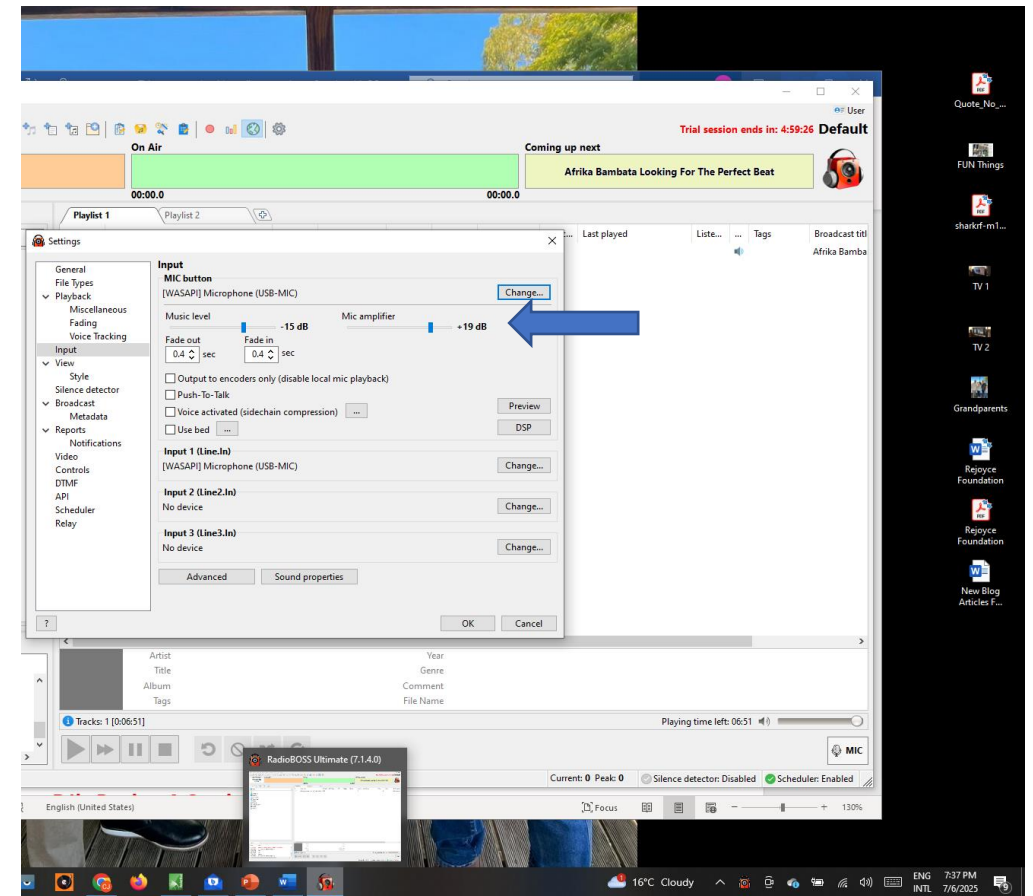 User
Trial session ends in: 4:59:26 Default
On Air
Coming up next
Afrika Bambata Looking For The Perfect Beat
00:00.0
00:00.0
Playlist 1
Playlist 2
Last played
Liste...
...
Tags
Broadcast titl
Afrika Bamba
Settings
General
File Types
Playback
Miscellaneous
Fading
Voice Tracking
Input
View
Style
Silence detector
Broadcast
Metadata
Reports
Notifications
Video
Controls
DTMF
API
Scheduler
Relay
Input
MIC button
[WASAPI] Microphone (USB-MIC)
Change...
Music level
-15 dB
Mic amplifier
+19 dB
Fade out
Fade in
0.4 sec
0.4 sec
Output to encoders only (disable local mic playback)
Push-To-Talk
Voice activated (sidechain compression) ...
Preview
Use bed ...
DSP
Input 1 (Line.In)
[WASAPI] Microphone (USB-MIC)
Change...
Input 2 (Line2.In)
No device
Change...
Input 3 (Line3.In)
No device
Change...
Advanced
Sound properties
?
OK
Cancel
Artist
Year
Title
Genre
Album
Comment
Tags
File Name
Tracks: 1 [0:06:51]
Playing time left: 06:51
MIC
RadioBOSS Ultimate (7.1.4.0)
Current: 0 Peak: 0
Silence detector: Disabled
Scheduler: Enabled
English (United States)
Focus
130%
Quote_No_...
FUN Things
sharkrf-m1...
TV 1
TV 2
Grandparents
Rejoyce
Foundation
Rejoyce
Foundation
New Blog
Articles F...
16°C Cloudy
ENG
INTL
7:37 PM
7/6/2025